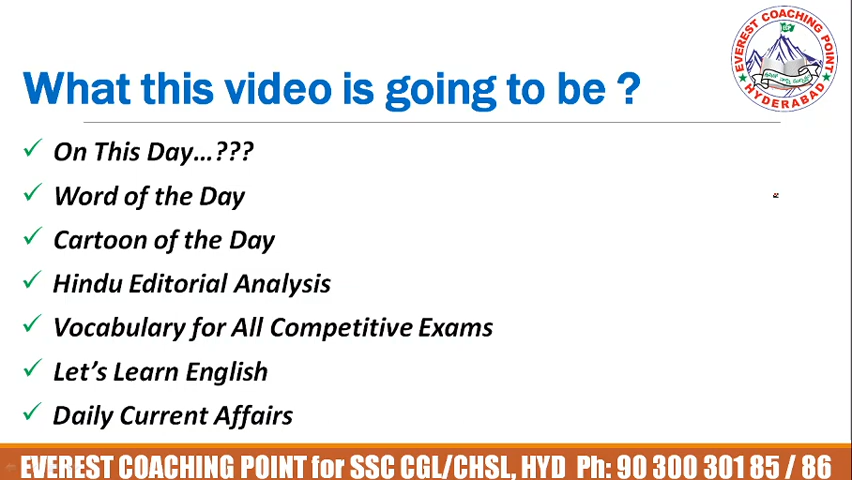 What this video is going to be ?
EVEREST COACHING POINT
HYDERABAD
On This Day...???
Word of the Day
Cartoon of the Day
Hindu Editorial Analysis
Vocabulary for All Competitive Exams
Let's Learn English
Daily Current Affairs
EVEREST COACHING POINT for SSC CGL/CHSL, HYD Ph: 90 300 301 85 / 86